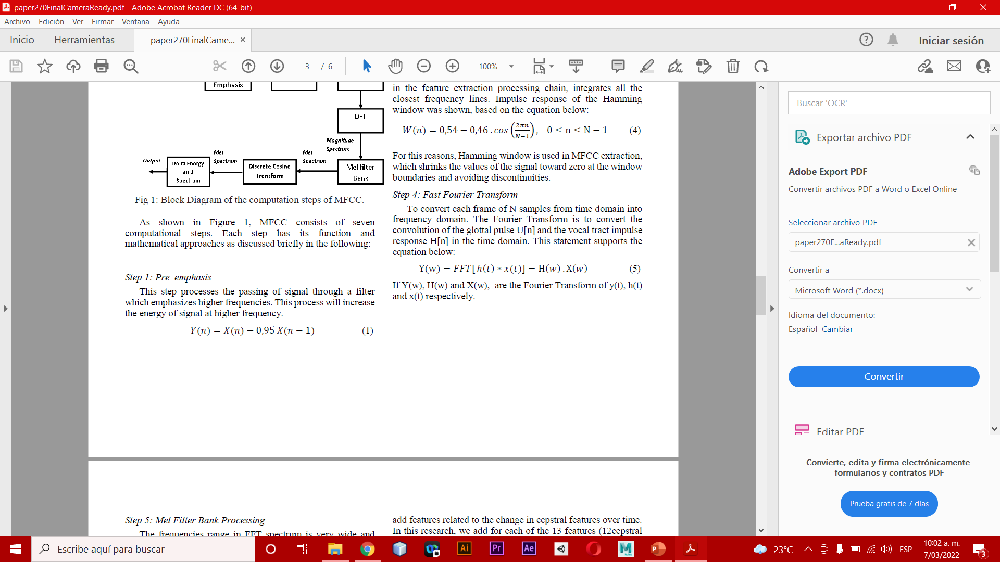 paper270FinalCameraReady.pdf - Adobe Acrobat Reader DC (64-bit)
Archivo Edición Ver Firmar Ventana Ayuda
Inicio Herramientas paper270FinalCame... × Iniciar sesión
3 / 6 100%
Emphasis
DFT
Magnitude
Spectrum
Mel
Spectrum
Mel
Spectrum
Output
Delta Energy
an d
Spectrum
Discrete Cosine
Transform
Mel filter
Bank
Fig 1: Block Diagram of the computation steps of MFCC.
As shown in Figure 1, MFCC consists of seven
computational steps. Each step has its function and
mathematical approaches as discussed briefly in the following:
Step 1: Pre–emphasis
This step processes the passing of signal through a filter
which emphasizes higher frequencies. This process will increase
the energy of signal at higher frequency.
Y(n) = X(n) − 0,95 X(n − 1) (1)
in the feature extraction processing chain, integrates all the
closest frequency lines. Impulse response of the Hamming
window was shown, based on the equation below:
W(n) = 0,54 − 0,46 . cos (2πn/N−1), 0 ≤ n ≤ N − 1 (4)
For this reasons, Hamming window is used in MFCC extraction,
which shrinks the values of the signal toward zero at the window
boundaries and avoiding discontinuities.
Step 4: Fast Fourier Transform
To convert each frame of N samples from time domain into
frequency domain. The Fourier Transform is to convert the
convolution of the glottal pulse U[n] and the vocal tract impulse
response H[n] in the time domain. This statement supports the
equation below:
Y(w) = FFT[h(t) ∗ x(t)] = H(w) . X(w) (5)
If Y(w), H(w) and X(w), are the Fourier Transform of y(t), h(t)
and x(t) respectively.
Step 5: Mel Filter Bank Processing
The frequencies range in FFT spectrum is very wide and
add features related to the change in cepstral features over time.
In this research, we add for each of the 13 features (12cepstral
Buscar 'OCR'
Exportar archivo PDF
Adobe Export PDF
Convertir archivos PDF a Word o Excel Online
Seleccionar archivo PDF
paper270F...aReady.pdf
Convertir a
Microsoft Word (*.docx)
Idioma del documento:
Español Cambiar
Convertir
Editar PDF
Convierte, edita y firma electrónicamente
formularios y contratos PDF
Prueba gratis de 7 días
Escribe aquí para buscar
Ai Pr Ae
MAYA
P
23°C ESP 10:02 a. m.
7/03/2022
3